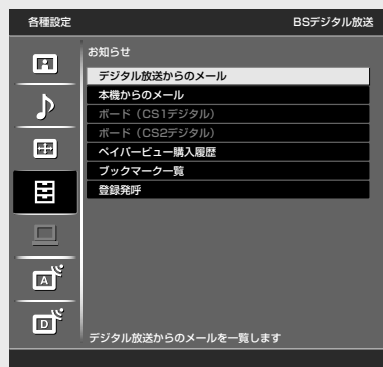 各種設定 BSデジタル放送
お知らせ
デジタル放送からのメール
本機からのメール
ボード（CS1デジタル）
ボード（CS2デジタル）
ペイパービュー購入履歴
ブックマーク一覧
登録発呼
A
D
デジタル放送からのメールを一覧します